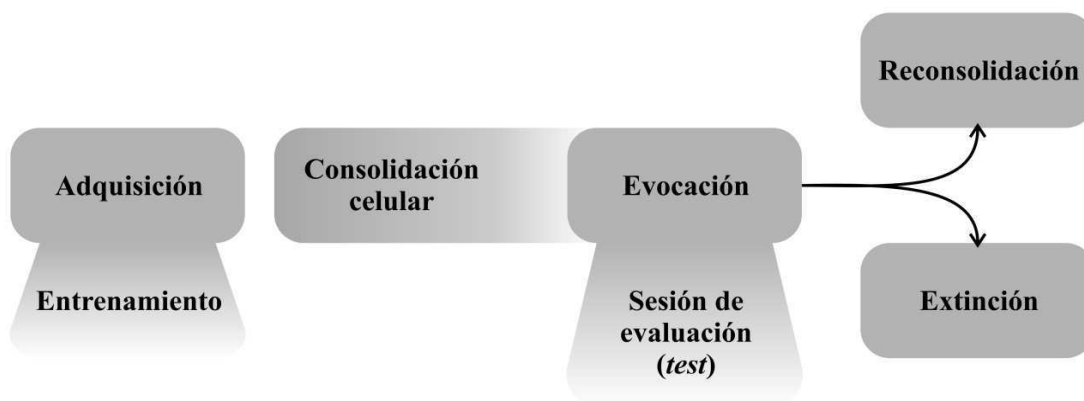 Reconsolidación
Adquisición
Consolidación
celular
Evocación
Entrenamiento
Sesión de
evaluación
(test)
Extinción